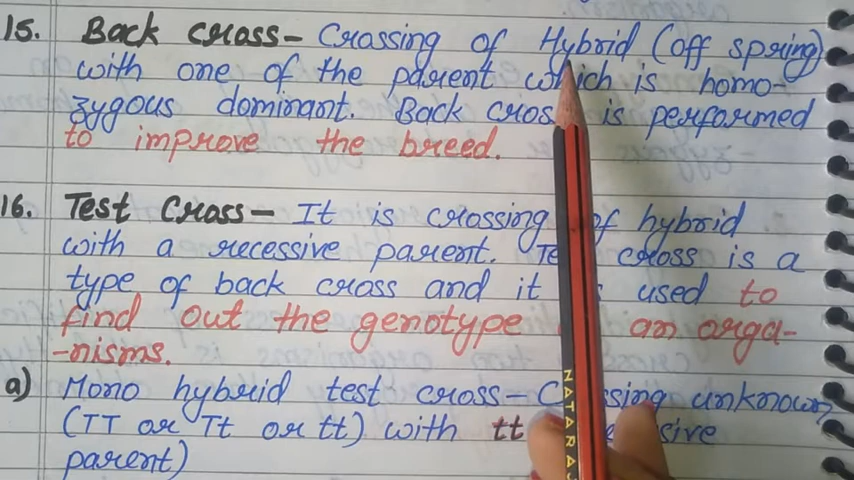 15. Back cross- Crossing of Hybrid (off spring)
with one of the parent which is homo-
zygous dominant. Back cros is performed
to improve the breed.
16. Test Cross- It is crossing of hybrid
with a recessive parent. Te cross is a
type of back cross and it used to
find out the genotype an orga-
-nisms.
a) Mono hybrid test cross- C ssing unknown
(TT or Tt or tt) with tt sive
parent)
NATARAJ